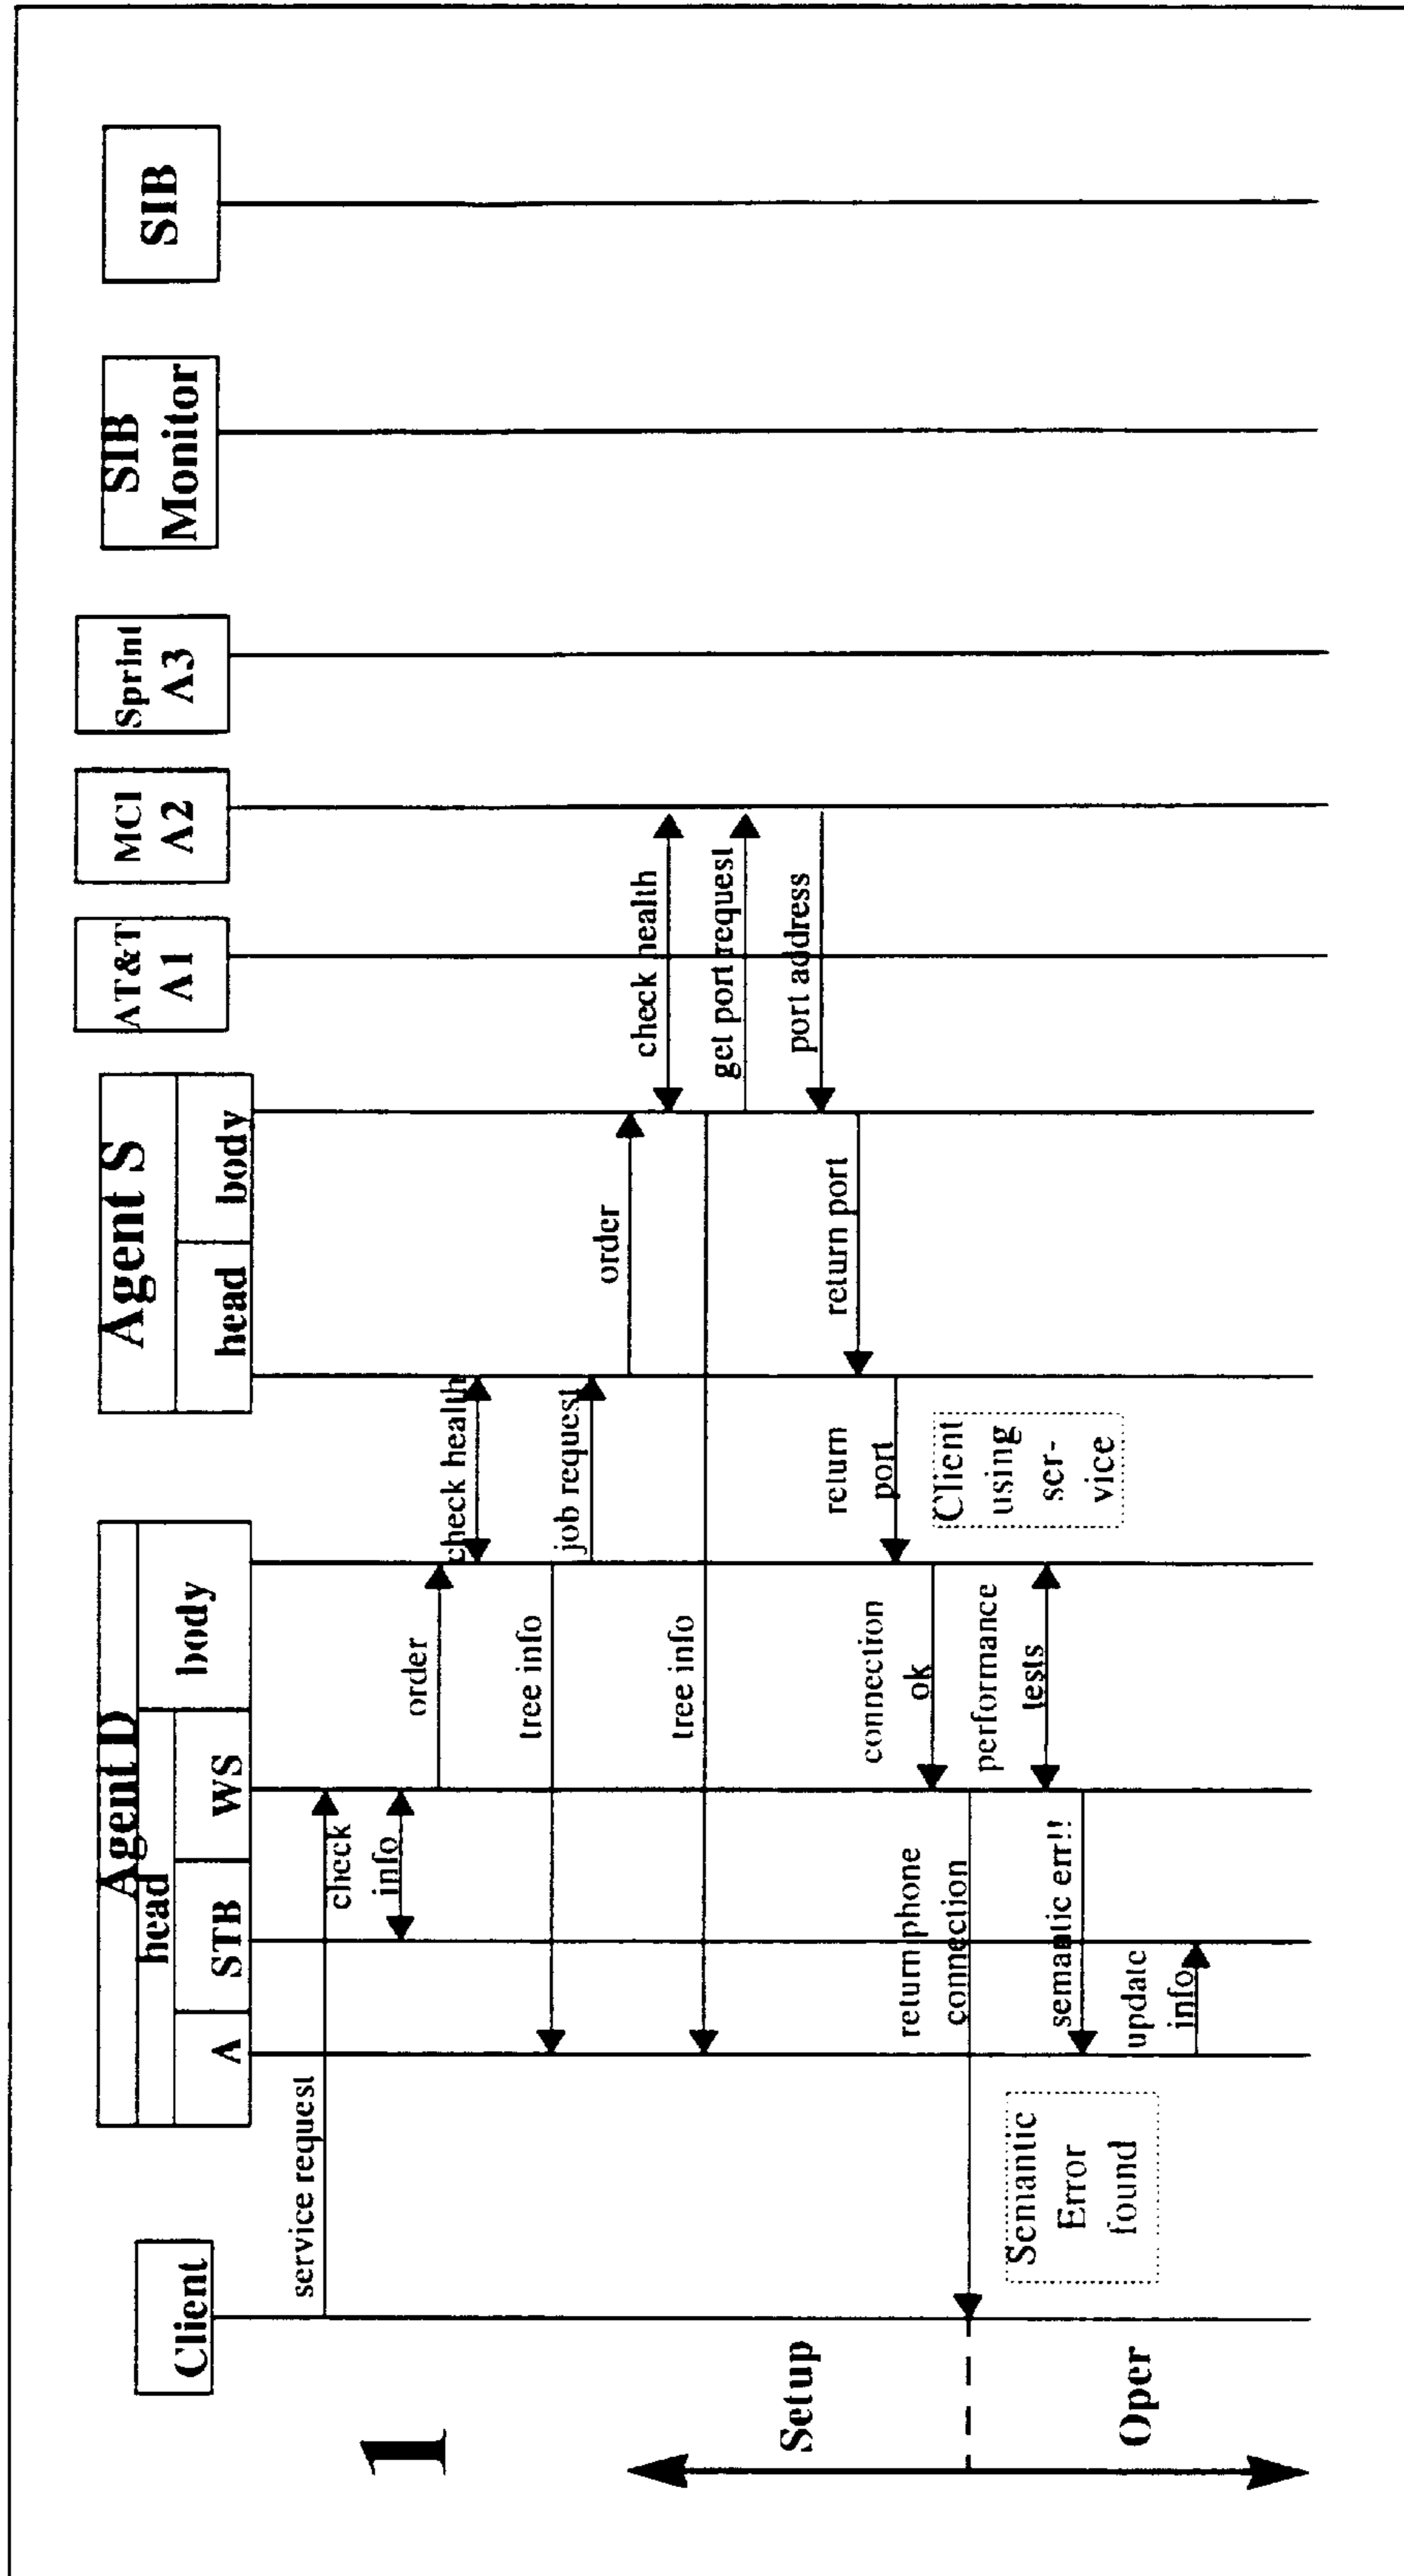 Client
Agent D
head
body
A
STB
WS
Agent S
head
body
AT&T
A1
MCI
A2
Sprint
A3
SIB
Monitor
SIB
1
service request
check
info
order
check health
tree info
job request
order
check health
tree info
get port request
port address
return port
return
port
connection
ok
return phone
connection
Client
using
ser-
vice
Setup
Oper
performance
tests
Semantic
Error
found
semantic err!!
update
info